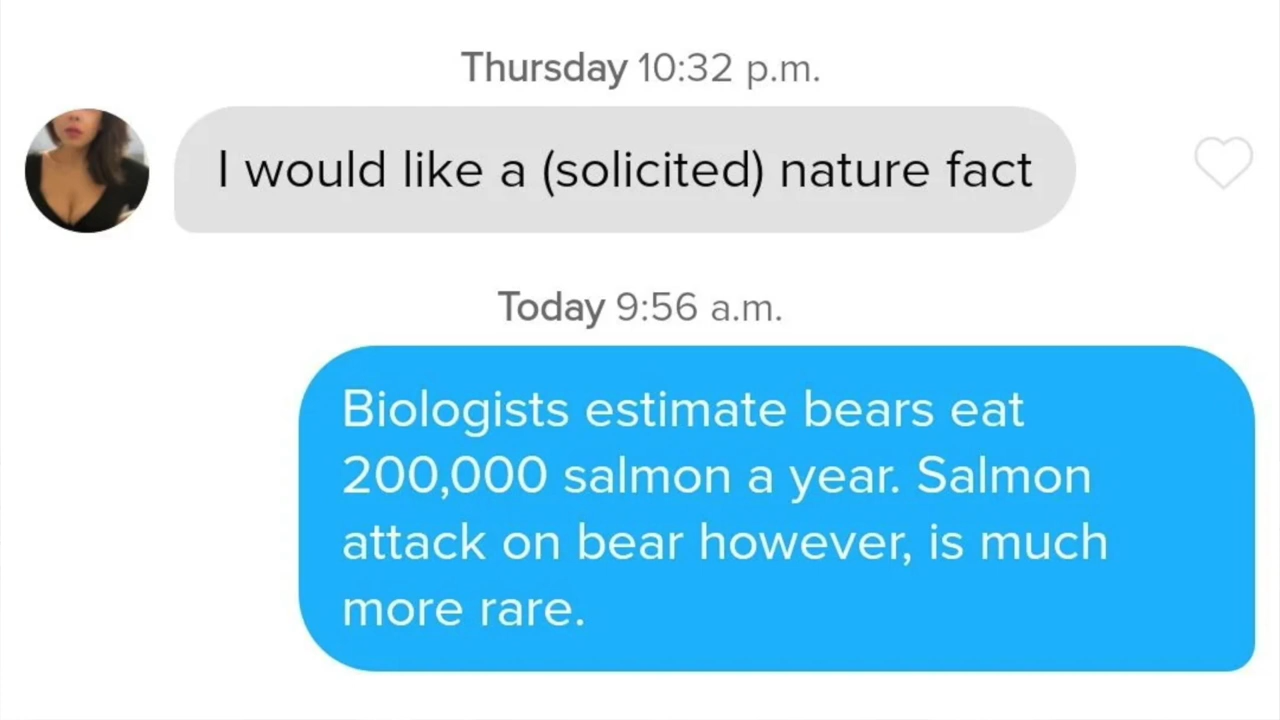 Thursday 10:32 p.m.
I would like a (solicited) nature fact
Today 9:56 a.m.
Biologists estimate bears eat
200,000 salmon a year. Salmon
attack on bear however, is much
more rare.